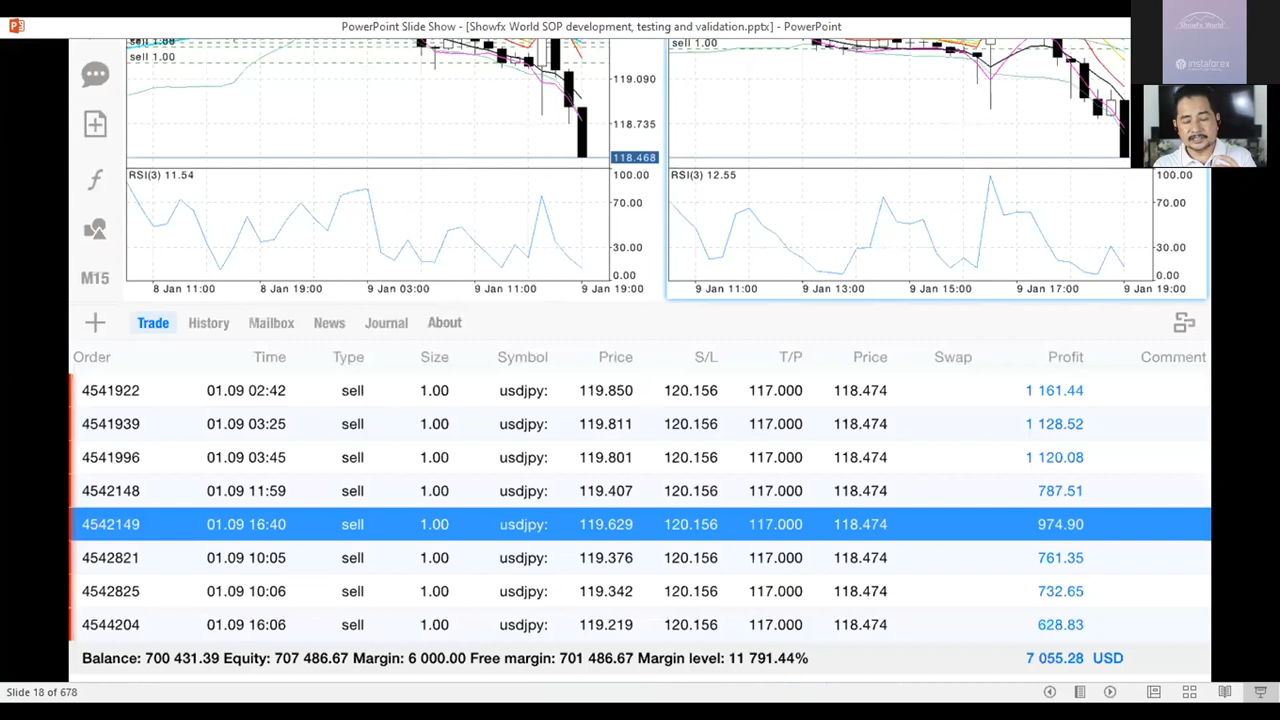 PowerPoint Slide Show - [Showfx World SOP development, testing and validation.pptx] - PowerPoint
Showfx World
instaforex
sell 1.00
sell 1.00
119.090
118.735
118.468
sell 1.00
RSI(3) 11.54
100.00
70.00
30.00
0.00
8 Jan 11:00 8 Jan 19:00 9 Jan 03:00 9 Jan 11:00 9 Jan 19:00
RSI(3) 12.55
100.00
70.00
30.00
0.00
9 Jan 11:00 9 Jan 13:00 9 Jan 15:00 9 Jan 17:00 9 Jan 19:00
f
M15
Trade History Mailbox News Journal About
Order Time Type Size Symbol Price S/L T/P Price Swap Profit Comment
4541922 01.09 02:42 sell 1.00 usdjpy: 119.850 120.156 117.000 118.474 1 161.44
4541939 01.09 03:25 sell 1.00 usdjpy: 119.811 120.156 117.000 118.474 1 128.52
4541996 01.09 03:45 sell 1.00 usdjpy: 119.801 120.156 117.000 118.474 1 120.08
4542148 01.09 11:59 sell 1.00 usdjpy: 119.407 120.156 117.000 118.474 787.51
4542149 01.09 16:40 sell 1.00 usdjpy: 119.629 120.156 117.000 118.474 974.90
4542821 01.09 10:05 sell 1.00 usdjpy: 119.376 120.156 117.000 118.474 761.35
4542825 01.09 10:06 sell 1.00 usdjpy: 119.342 120.156 117.000 118.474 732.65
4544204 01.09 16:06 sell 1.00 usdjpy: 119.219 120.156 117.000 118.474 628.83
Balance: 700 431.39 Equity: 707 486.67 Margin: 6 000.00 Free margin: 701 486.67 Margin level: 11 791.44% 7 055.28 USD
Slide 18 of 678